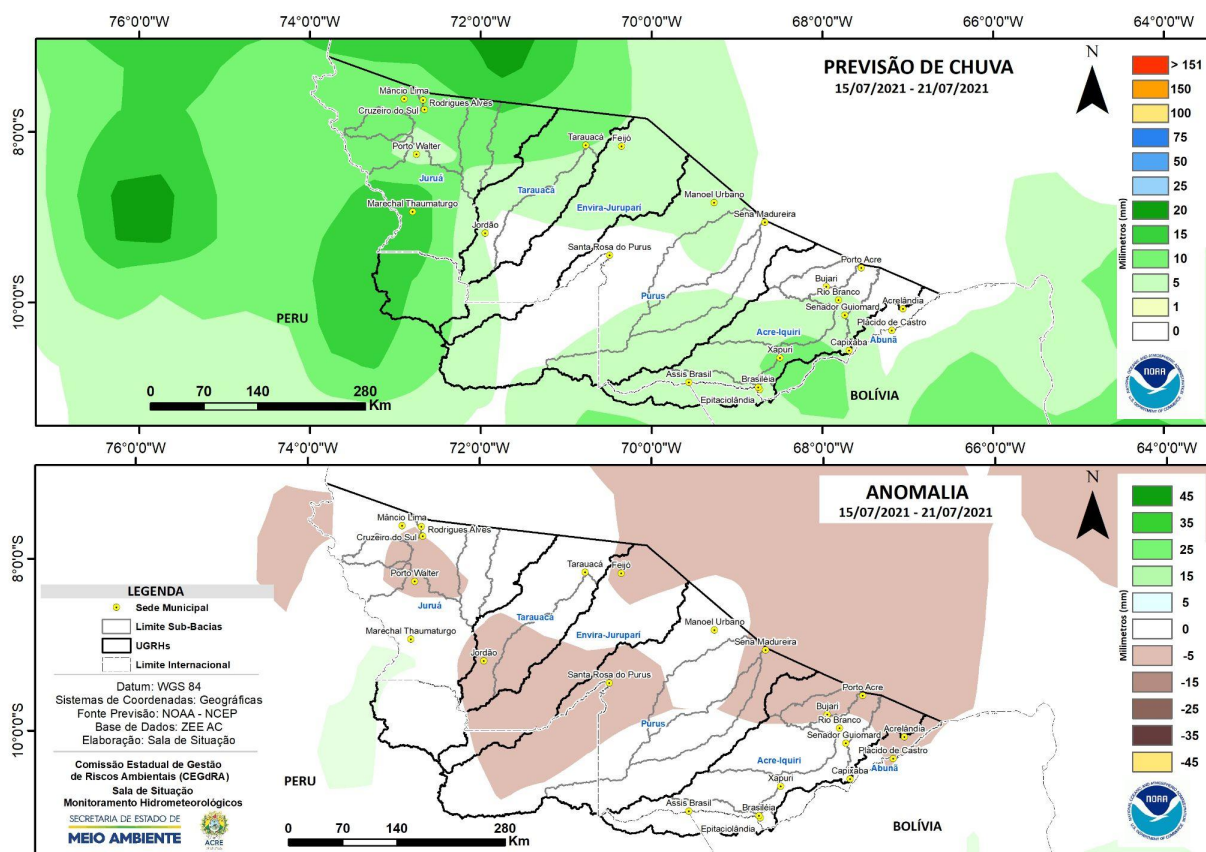 76°0'0"W 74°0'0"W 72°0'0"W 70°0'0"W 68°0'0"W 66°0'0"W 64°0'0"W
8°0'0"S
10°0'0"S
PREVISÃO DE CHUVA
15/07/2021 - 21/07/2021
N
Milímetros (mm)
> 151
150
100
75
50
25
20
15
10
5
1
0
Mâncio Lima
Rodrigues Alves
Cruzeiro do Sul
Porto Walter
Juruá
Marechal Thaumaturgo
Tarauacá
Feijó
Tarauacá
Jordão
Envira-Juruparí
Manoel Urbano
Sena Madureira
Santa Rosa do Purus
Purus
Porto Acre
Bujari
Rio Branco
Senador Guiomard
Acrelândia
Plácido de Castro
Abunã
Acre-Iquiri
Xapuri
Capixaba
Assis Brasil
Brasiléia
Epitaciolândia
PERU
BOLÍVIA
0 70 140 280
Km
NOAA
76°0'0"W 74°0'0"W 72°0'0"W 70°0'0"W 68°0'0"W 66°0'0"W 64°0'0"W
8°0'0"S
10°0'0"S
ANOMALIA
15/07/2021 - 21/07/2021
N
Milímetros (mm)
45
35
25
15
5
0
-5
-15
-25
-35
-45
Mâncio Lima
Rodrigues Alves
Cruzeiro do Sul
Porto Walter
Juruá
Marechal Thaumaturgo
Tarauacá
Feijó
Tarauacá
Jordão
Envira-Juruparí
Manoel Urbano
Sena Madureira
Santa Rosa do Purus
Purus
Porto Acre
Bujari
Rio Branco
Senador Guiomard
Acrelândia
Plácido de Castro
Abunã
Acre-Iquiri
Xapuri
Capixaba
Assis Brasil
Brasiléia
Epitaciolândia
PERU
BOLÍVIA
0 70 140 280
Km
NOAA
LEGENDA
Sede Municipal
Limite Sub-Bacias
UGRHs
Limite Internacional
Datum: WGS 84
Sistemas de Coordenadas: Geográficas
Fonte Previsão: NOAA - NCEP
Base de Dados: ZEE AC
Elaboração: Sala de Situação
Comissão Estadual de Gestão
de Riscos Ambientais (CEGdRA)
Sala de Situação
Monitoramento Hidrometeorológicos
SECRETARIA DE ESTADO DE
MEIO AMBIENTE
ACRE